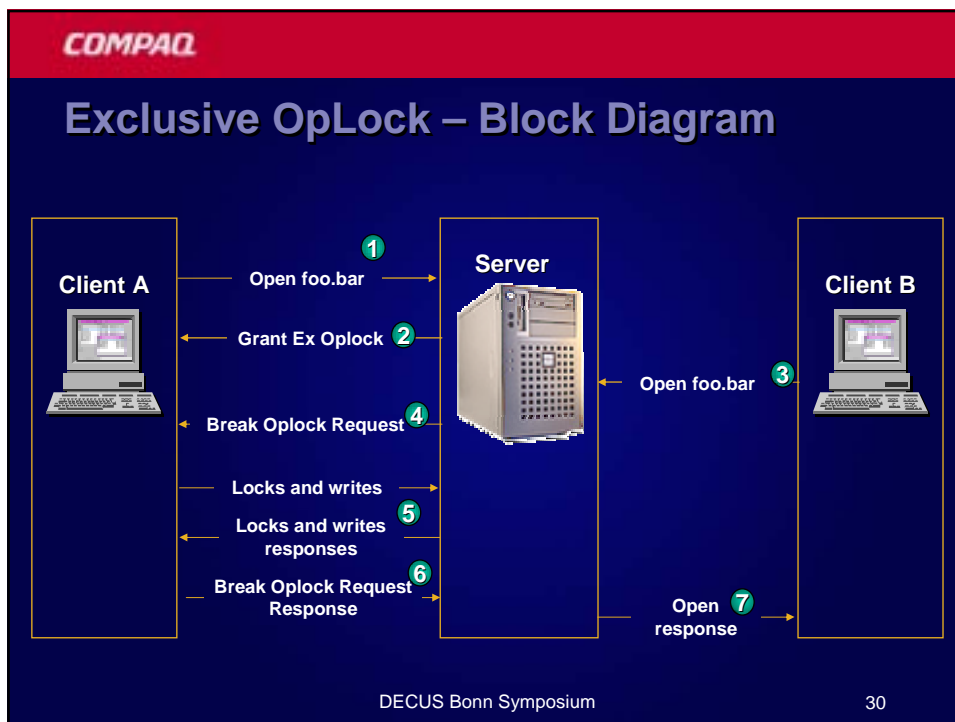 COMPAQ
Exclusive OpLock – Block Diagram
Client A
Server
Client B
1
Open foo.bar
Grant Ex Oplock 2
Open foo.bar 3
Break Oplock Request 4
Locks and writes
5
Locks and writes
responses
6
Break Oplock Request
Response
Open 7
response
DECUS Bonn Symposium
30